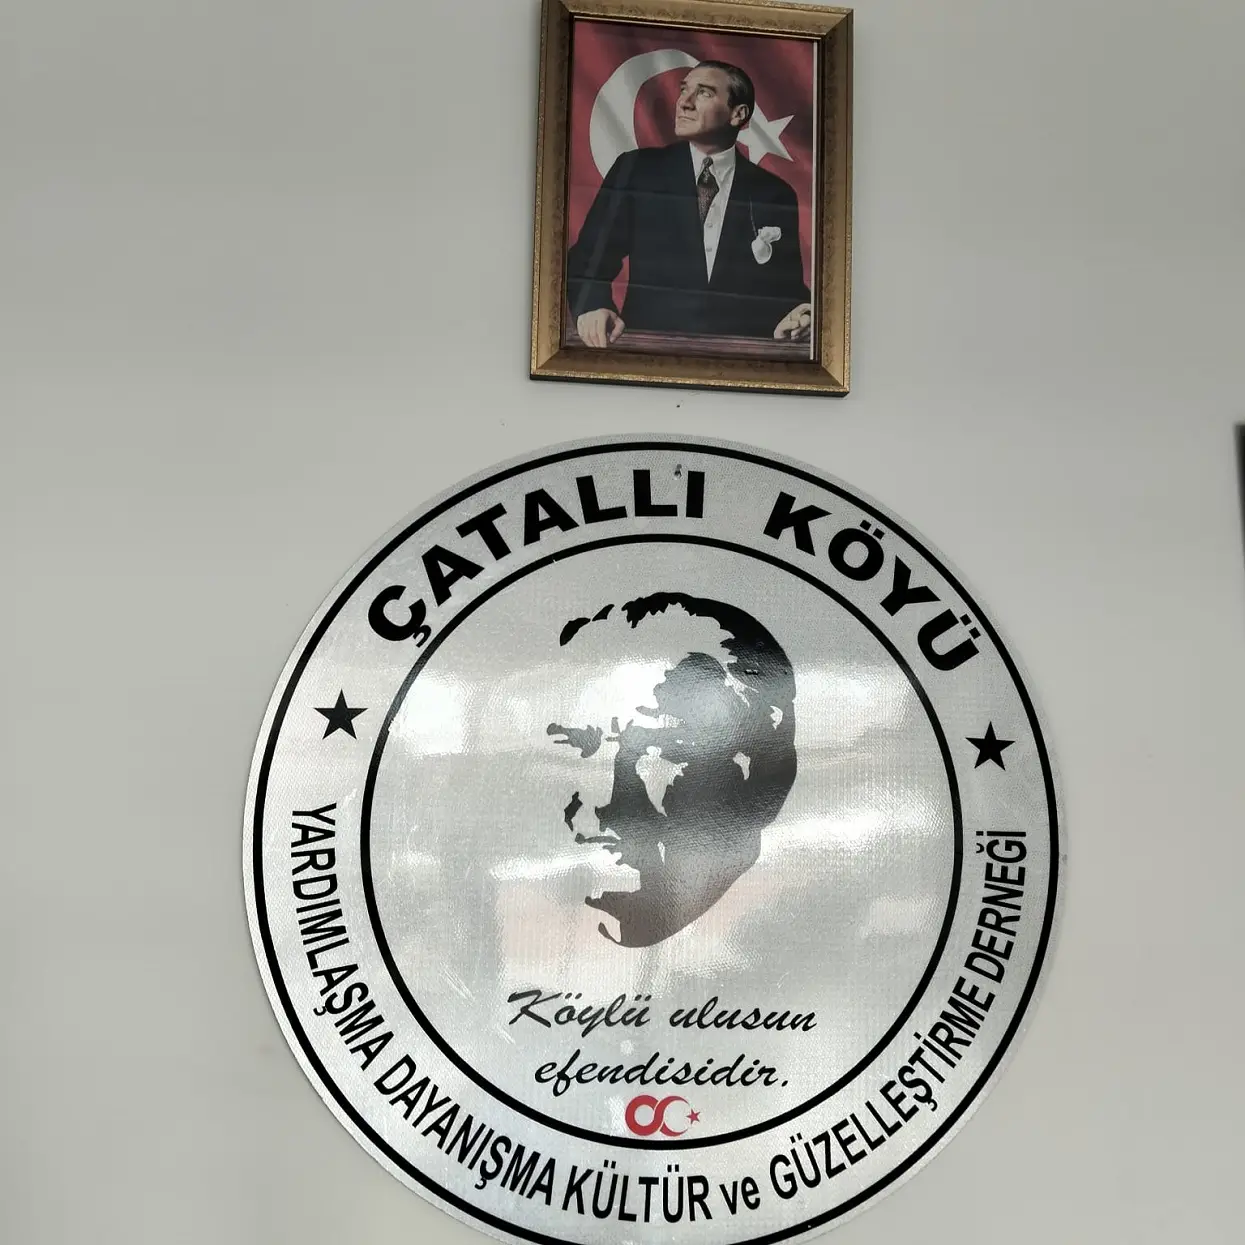 ÇATALLI KÖYÜ
Köylü ulusun
efendisidir.
YARDIMLAŞMA DAYANIŞMA KÜLTÜR ve GÜZELLEŞTİRME DERNEĞİ